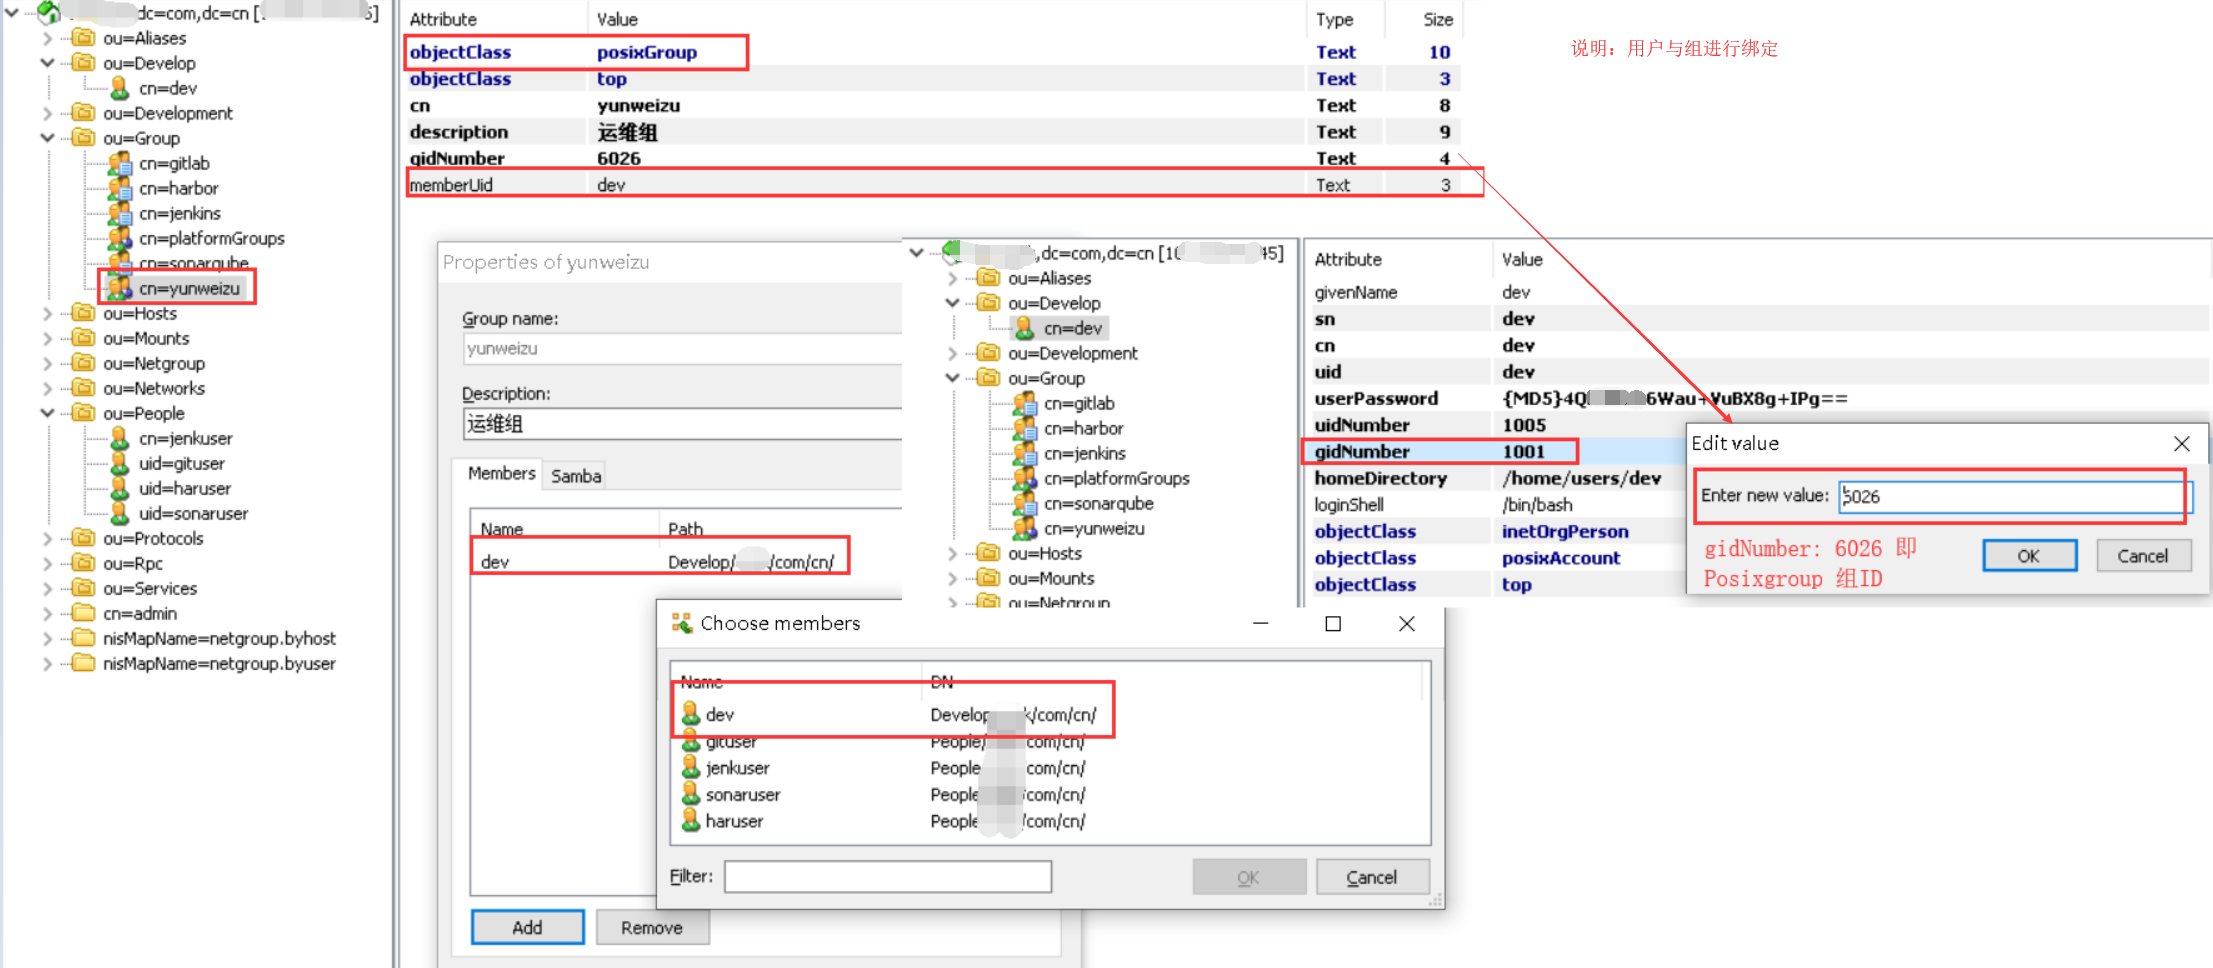 dc=com,dc=cn [1 5]
ou=Aliases
ou=Develop
cn=dev
ou=Development
ou=Group
cn=gitlab
cn=harbor
cn=jenkins
cn=platformGroups
cn=sonarqube
cn=yunweizu
ou=Hosts
ou=Mounts
ou=Netgroup
ou=Networks
ou=People
cn=jenkuser
uid=gituser
uid=haruser
uid=sonaruser
ou=Protocols
ou=Rpc
ou=Services
cn=admin
nisMapName=netgroup.byhost
nisMapName=netgroup.byuser
Attribute Value Type Size
objectClass posixGroup Text 10
objectClass top Text 3
cn yunweizu Text 8
description 运维组 Text 9
gidNumber 6026 Text 4
memberUid dev Text 3
说明：用户与组进行绑定
Properties of yunweizu
Group name:
yunweizu
Description:
运维组
Members Samba
Name Path
dev Develop/ /com/cn/
Add Remove
,dc=com,dc=cn [10 45]
ou=Aliases
ou=Develop
cn=dev
ou=Development
ou=Group
cn=gitlab
cn=harbor
cn=jenkins
cn=platformGroups
cn=sonarqube
cn=yunweizu
ou=Hosts
ou=Mounts
ou=Netgroup
Attribute Value
givenName dev
sn dev
cn dev
uid dev
userPassword {MD5}4Q 6Wau+VuBX8g+IPg==
uidNumber 1005
gidNumber 1001
homeDirectory /home/users/dev
loginShell /bin/bash
objectClass inetOrgPerson
objectClass posixAccount
objectClass top
Edit value
Enter new value: 6026
gidNumber: 6026 即
Posixgroup 组ID
OK Cancel
Choose members
Name DN
dev Develop k/com/cn/
gituser People/ com/cn/
jenkuser People /com/cn/
sonaruser People /com/cn/
haruser People /com/cn/
Filter:
OK Cancel